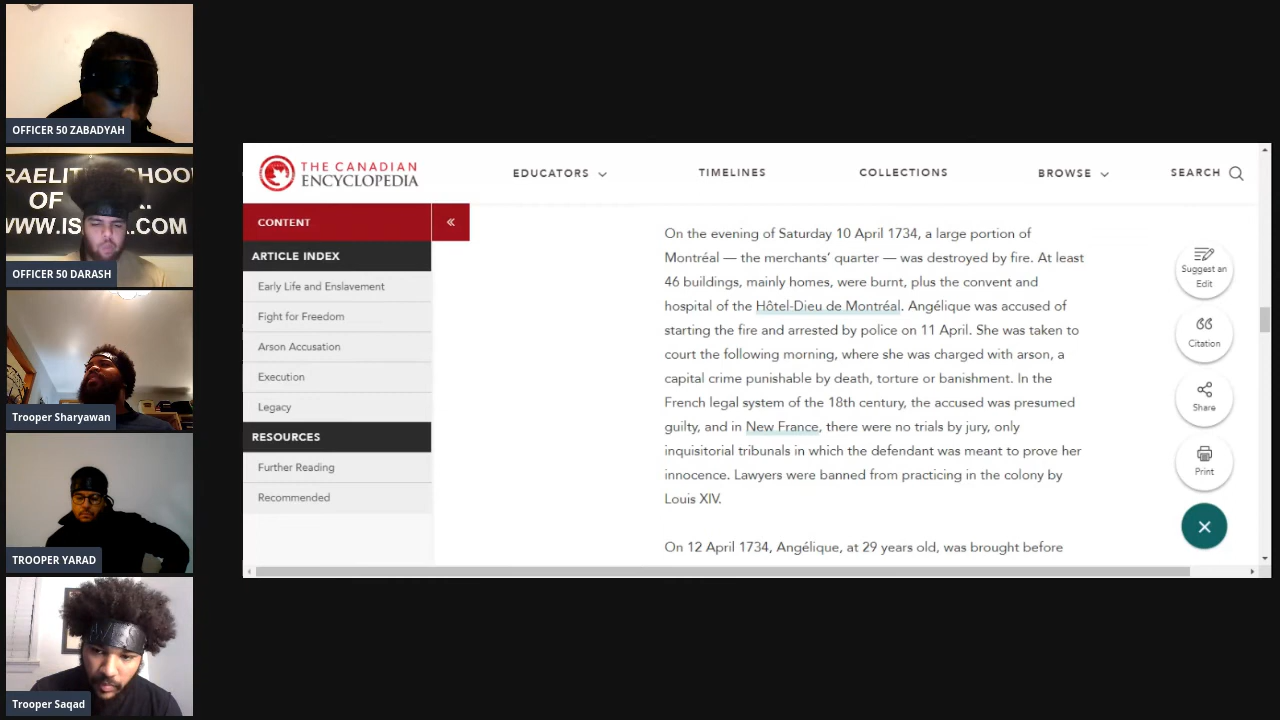 OFFICER 50 ZABADYAH
RAELIT SCHOO
OF
WWW.IS .COM
OFFICER 50 DARASH
Trooper Sharyawan
TROOPER YARAD
Trooper Saqad
THE CANADIAN
ENCYCLOPEDIA
EDUCATORS
TIMELINES
COLLECTIONS
BROWSE
SEARCH
CONTENT
«
ARTICLE INDEX
Early Life and Enslavement
Fight for Freedom
Arson Accusation
Execution
Legacy
RESOURCES
Further Reading
Recommended
On the evening of Saturday 10 April 1734, a large portion of
Montréal — the merchants' quarter — was destroyed by fire. At least
46 buildings, mainly homes, were burnt, plus the convent and
hospital of the Hôtel-Dieu de Montréal. Angélique was accused of
starting the fire and arrested by police on 11 April. She was taken to
court the following morning, where she was charged with arson, a
capital crime punishable by death, torture or banishment. In the
French legal system of the 18th century, the accused was presumed
guilty, and in New France, there were no trials by jury, only
inquisitorial tribunals in which the defendant was meant to prove her
innocence. Lawyers were banned from practicing in the colony by
Louis XIV.
On 12 April 1734, Angélique, at 29 years old, was brought before
Suggest an
Edit
Citation
Share
Print